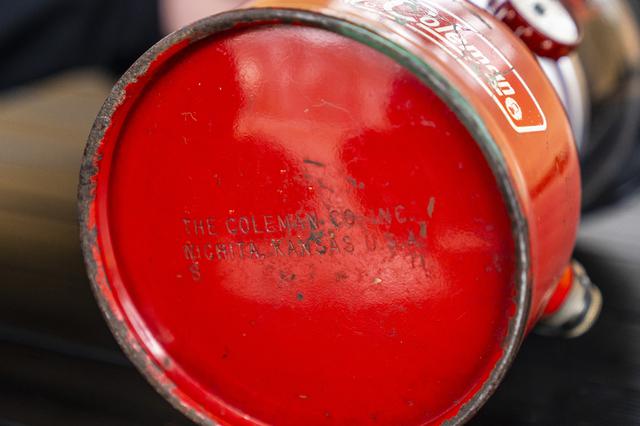 Coleman
THE COLEMAN CO. INC.
WICHITA, KANSAS U.S.A.